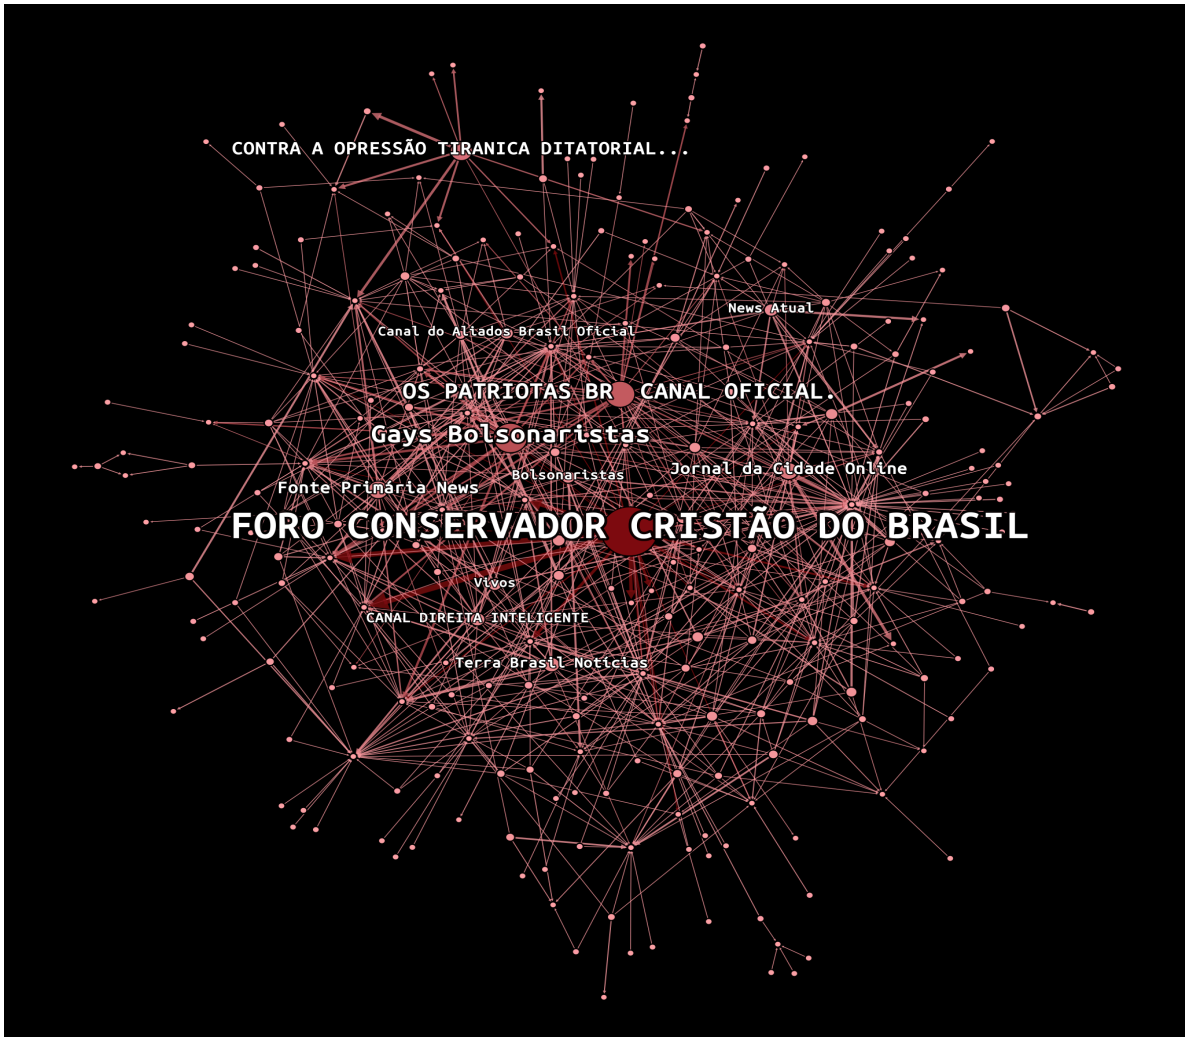 CONTRA A OPRESSÃO TIRANICA DITATORIAL...
News Atual
Canal do Aliados Brasil Oficial
OS PATRIOTAS BR CANAL OFICIAL.
Gays Bolsonaristas
Jornal da Cidade Online
Bolsonaristas
Fonte Primária News
FORO CONSERVADOR CRISTÃO DO BRASIL
Vivos
CANAL DIREITA INTELIGENTE
Terra Brasil Notícias